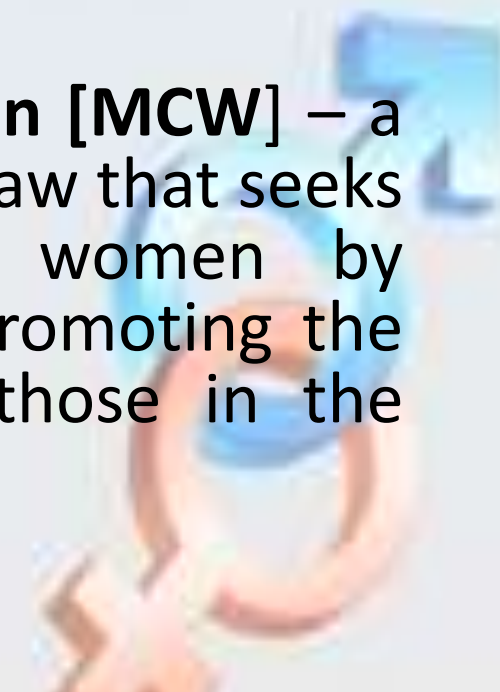 n [MCW] – a
aw that seeks
women by
romoting the
those in the